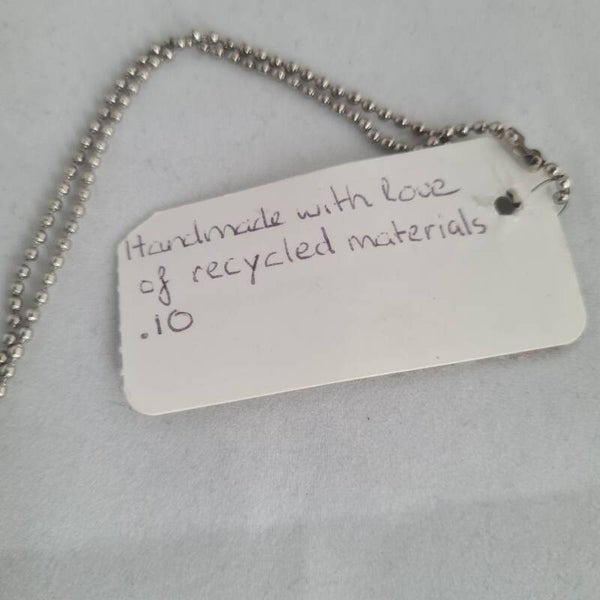 Handmade with love
of recycled materials
.10